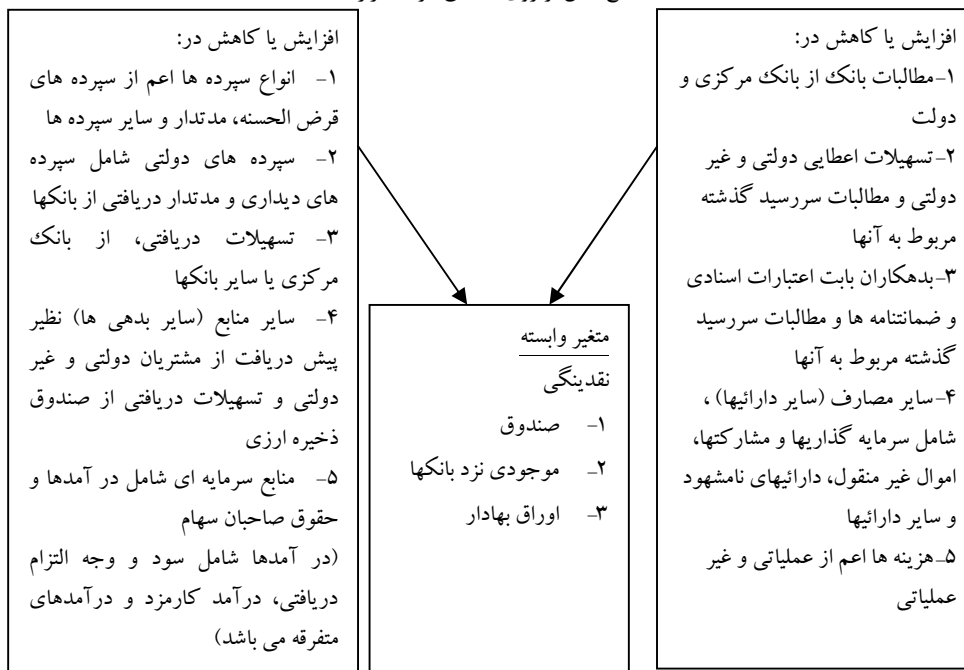 افزایش یا کاهش در:
۱-مطالبات بانک از بانک مرکزی و
دولت
۲-تسهیلات اعطایی دولتی و غیر
دولتی و مطالبات سررسید گذشته
مربوط به آنها
۳-بدهکاران بابت اعتبارات اسنادی
و ضمانتنامه ها و مطالبات سررسید
گذشته مربوط به آنها
۴-سایر مصارف (سایر دارائیها) ،
شامل سرمایه گذاریها و مشارکتها،
اموال غیر منقول، دارائیهای نامشهود
و سایر دارائیها
۵-هزینه ها اعم از عملیاتی و غیر
عملیاتی
متغیر وابسته
نقدینگی
۱- صندوق
۲- موجودی نزد بانکها
۳- اوراق بهادار
افزایش یا کاهش در:
۱- انواع سپرده ها اعم از سپرده های
قرض الحسنه، مدتدار و سایر سپرده ها
۲- سپرده های دولتی شامل سپرده
های دیداری و مدتدار دریافتی از بانکها
۳- تسهیلات دریافتی، از بانک
مرکزی یا سایر بانکها
۴- سایر منابع (سایر بدهی ها) نظیر
پیش دریافت از مشتریان دولتی و غیر
دولتی و تسهیلات دریافتی از صندوق
ذخیره ارزی
۵- منابع سرمایه ای شامل در آمدها و
حقوق صاحبان سهام
(در آمدها شامل سود و وجه التزام
دریافتی، درآمد کارمزد و درآمدهای
متفرقه می باشد)